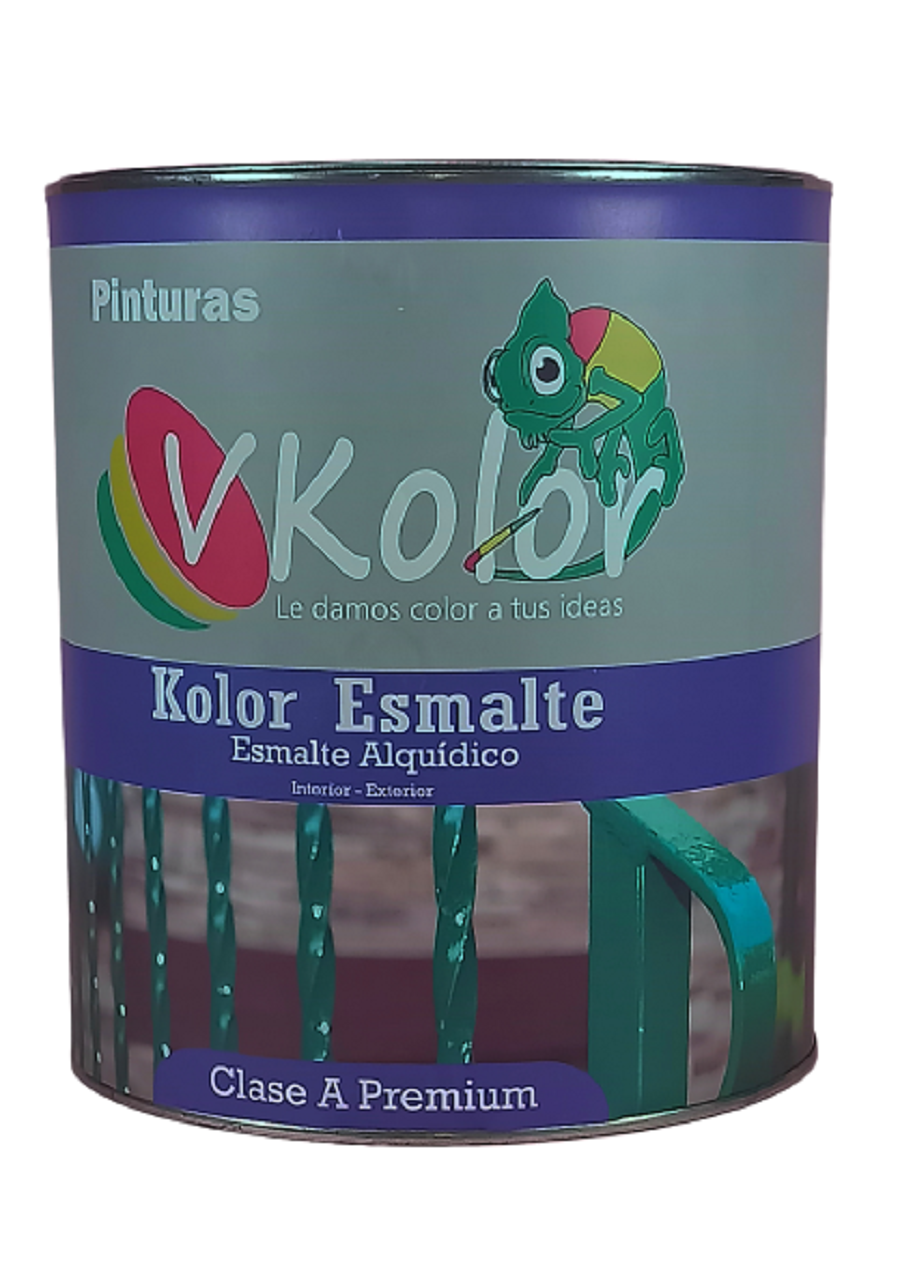 Pinturas
VKolor
Le damos color a tus ideas
Kolor Esmalte
Esmalte Alquídico
Interior - Exterior
Clase A Premium